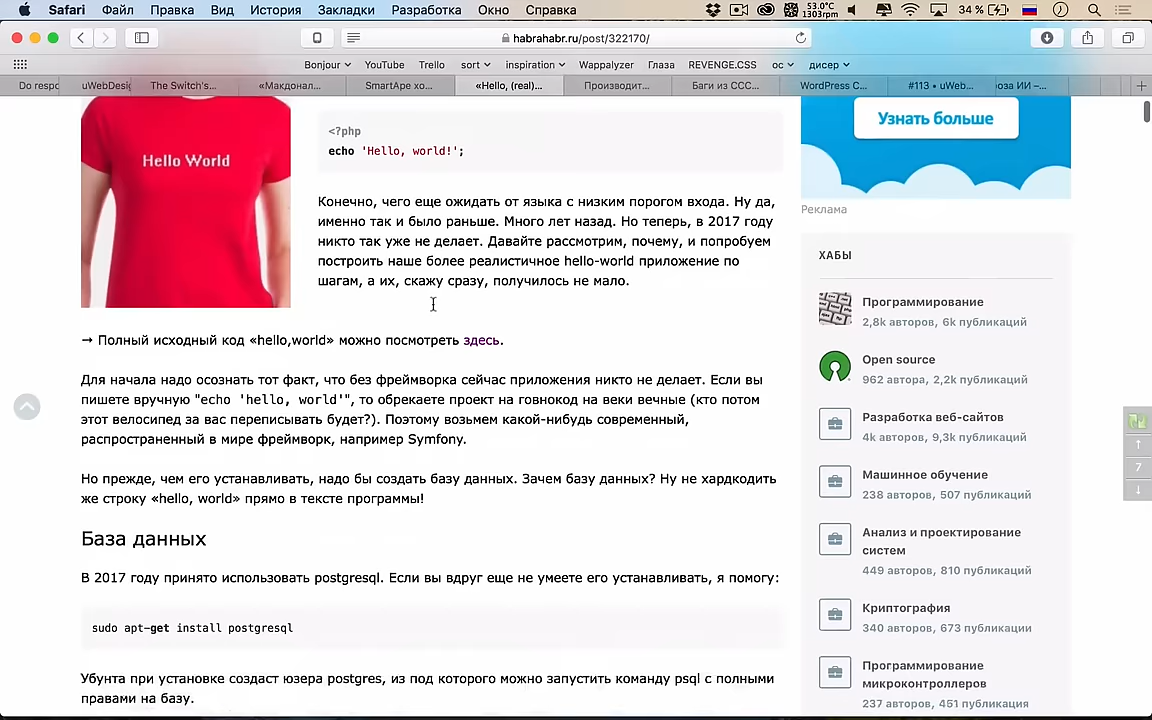 Safari Файл Правка Вид История Закладки Разработка Окно Справка
53.0°C
1303rpm
34 %
habrahabr.ru/post/322170/
Bonjour YouTube Trello sort inspiration Wappalyzer Глаза REVENGE.CSS ос дисер
Do respo uWebDesig The Switch's... «Макдонал... SmartApe хо... «Hello, (real)... Производит... Баги из ССС... WordPress C... #113 • uWeb... роза ИИ –...
Hello World
<?php
echo 'Hello, world!';
Конечно, чего еще ожидать от языка с низким порогом входа. Ну да,
именно так и было раньше. Много лет назад. Но теперь, в 2017 году
никто так уже не делает. Давайте рассмотрим, почему, и попробуем
построить наше более реалистичное hello-world приложение по
шагам, а их, скажу сразу, получилось не мало.
→ Полный исходный код «hello,world» можно посмотреть здесь.
Для начала надо осознать тот факт, что без фреймворка сейчас приложения никто не делает. Если вы
пишете вручную "echo 'hello, world'", то обрекаете проект на говнокод на веки вечные (кто потом
этот велосипед за вас переписывать будет?). Поэтому возьмем какой-нибудь современный,
распространенный в мире фреймворк, например Symfony.
Но прежде, чем его устанавливать, надо бы создать базу данных. Зачем базу данных? Ну не хардкодить
же строку «hello, world» прямо в тексте программы!
База данных
В 2017 году принято использовать postgresql. Если вы вдруг еще не умеете его устанавливать, я помогу:
sudo apt-get install postgresql
Убунта при установке создаст юзера postgres, из под которого можно запустить команду psql с полными
правами на базу.
Узнать больше
Реклама
ХАБЫ
Программирование
2,8k авторов, 6k публикаций
Open source
962 автора, 2,2k публикаций
Разработка веб-сайтов
4k авторов, 9,3k публикаций
Машинное обучение
238 авторов, 507 публикаций
Анализ и проектирование
систем
449 авторов, 810 публикаций
Криптография
340 авторов, 673 публикации
Программирование
микроконтроллеров
237 авторов, 451 публикация
↑
7
↓